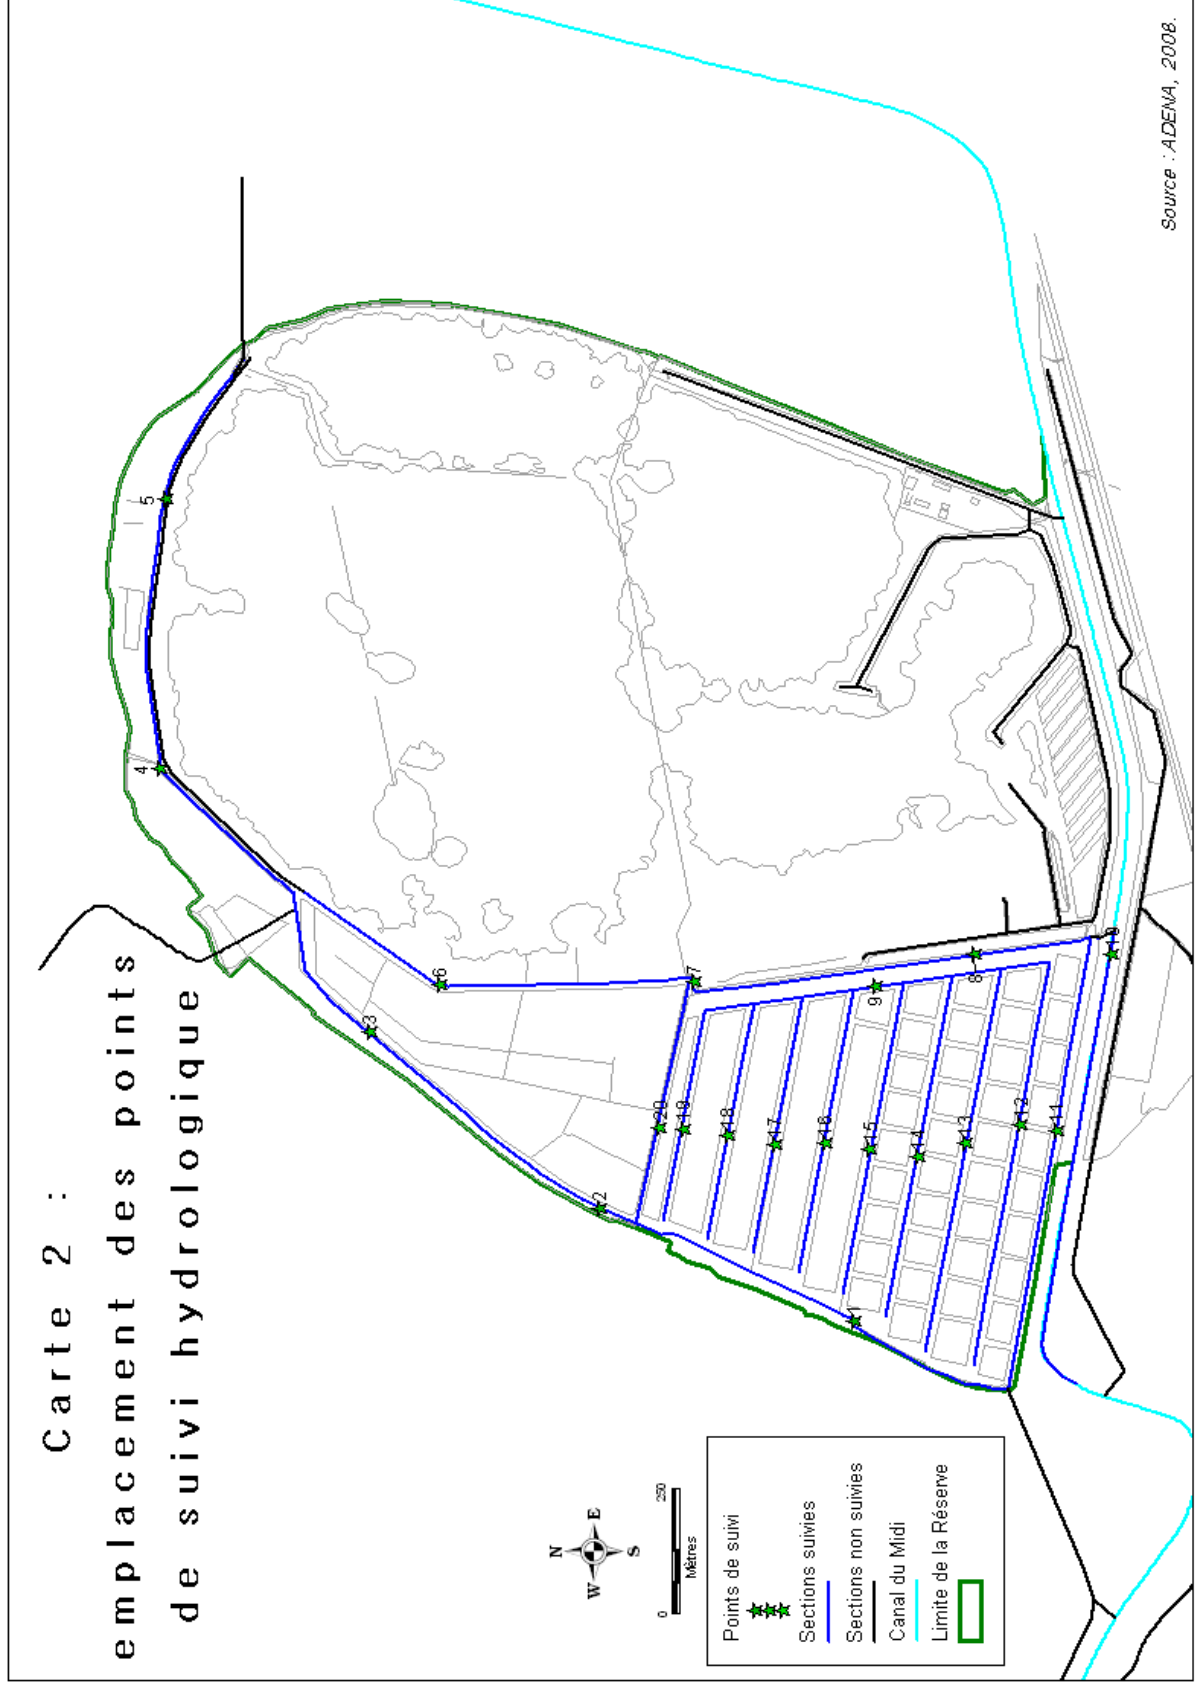 Carte 2 :
emplacement des points
de suivi hydrologique
5
4
3
6
2
7
20
19
18
17
16
15
14
13
12
11
9
8
1
N
W E
S
0 250
Mètres
Points de suivi
Sections suivies
Sections non suivies
Canal du Midi
Limite de la Réserve
Source : ADENA, 2008.